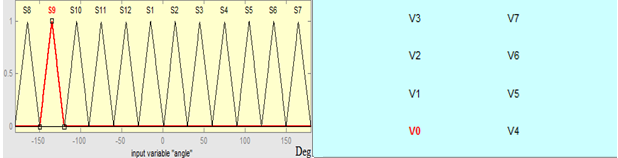 S8 S9 S10 S11 S12 S1 S2 S3 S4 S5 S6 S7
1
0.5
0
-150 -100 -50 0 50 100 150
input variable "angle" Deg
V3 V7
V2 V6
V1 V5
V0 V4